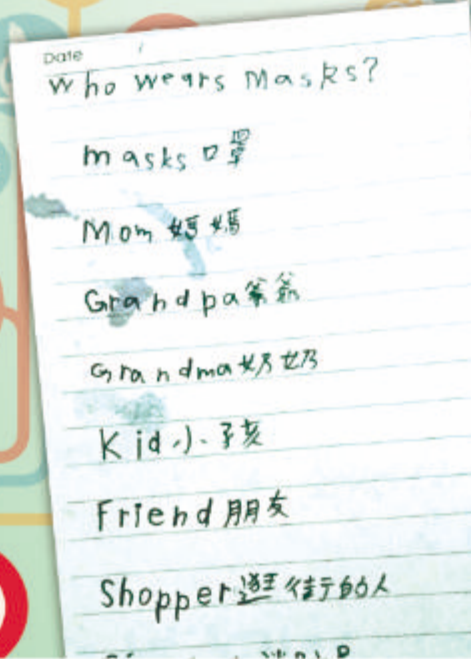 Date
Who wears Masks?
masks 口罩
Mom 媽媽
Grandpa 爺爺
Grandma 奶奶
Kid 小孩
Friend 朋友
Shopper 逛街的人